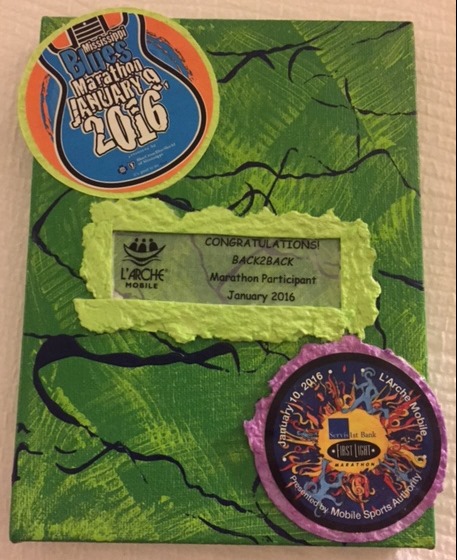 Mississippi
Blues
Marathon
JANUARY 9,
2016
L'ARCHE®
MOBILE
CONGRATULATIONS!
BACK2BACK
Marathon Participant
January 2016
January 10, 2016
L'Arche Mobile
Servis1st Bank
FIRST LIGHT
MARATHON
Presented by Mobile Sports Authority